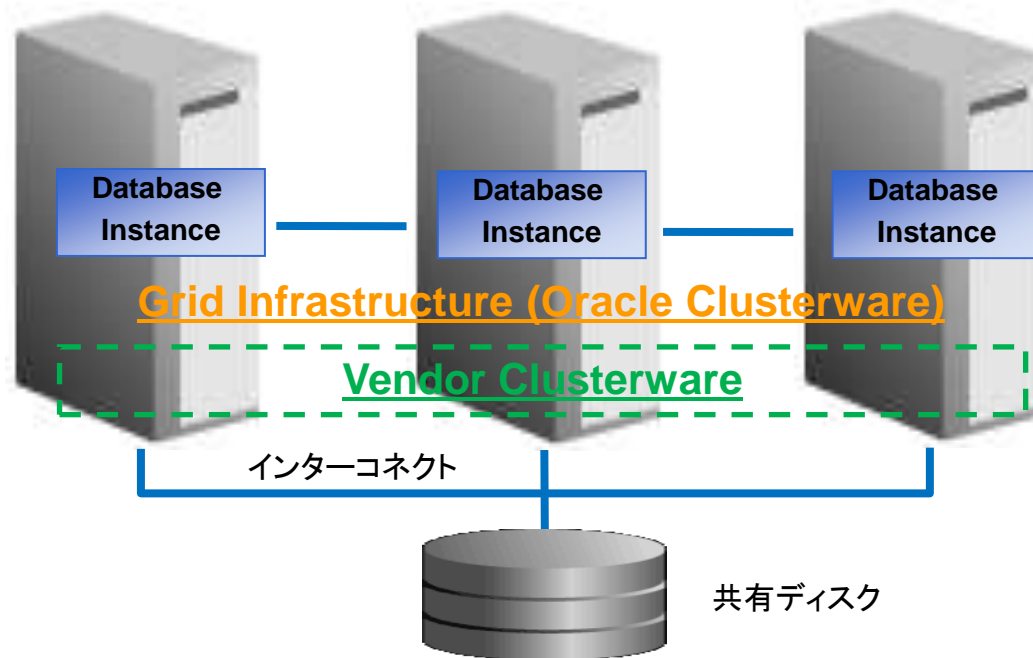 Database
Instance
Database
Instance
Database
Instance
Grid Infrastructure (Oracle Clusterware)
Vendor Clusterware
インターコネクト
共有ディスク